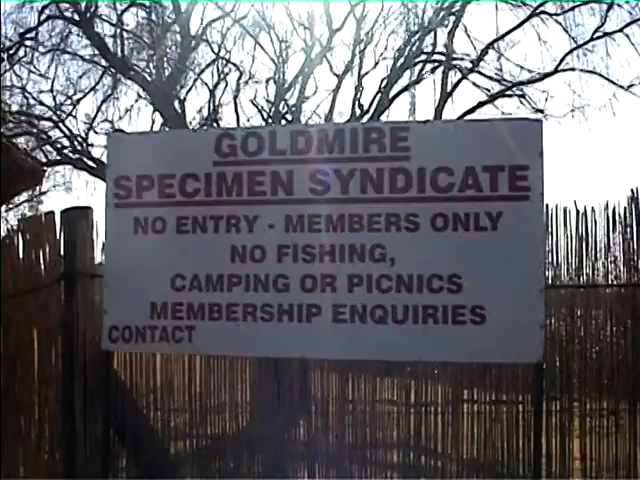 GOLDMIRE
SPECIMEN SYNDICATE
NO ENTRY - MEMBERS ONLY
NO FISHING,
CAMPING OR PICNICS
MEMBERSHIP ENQUIRIES
CONTACT